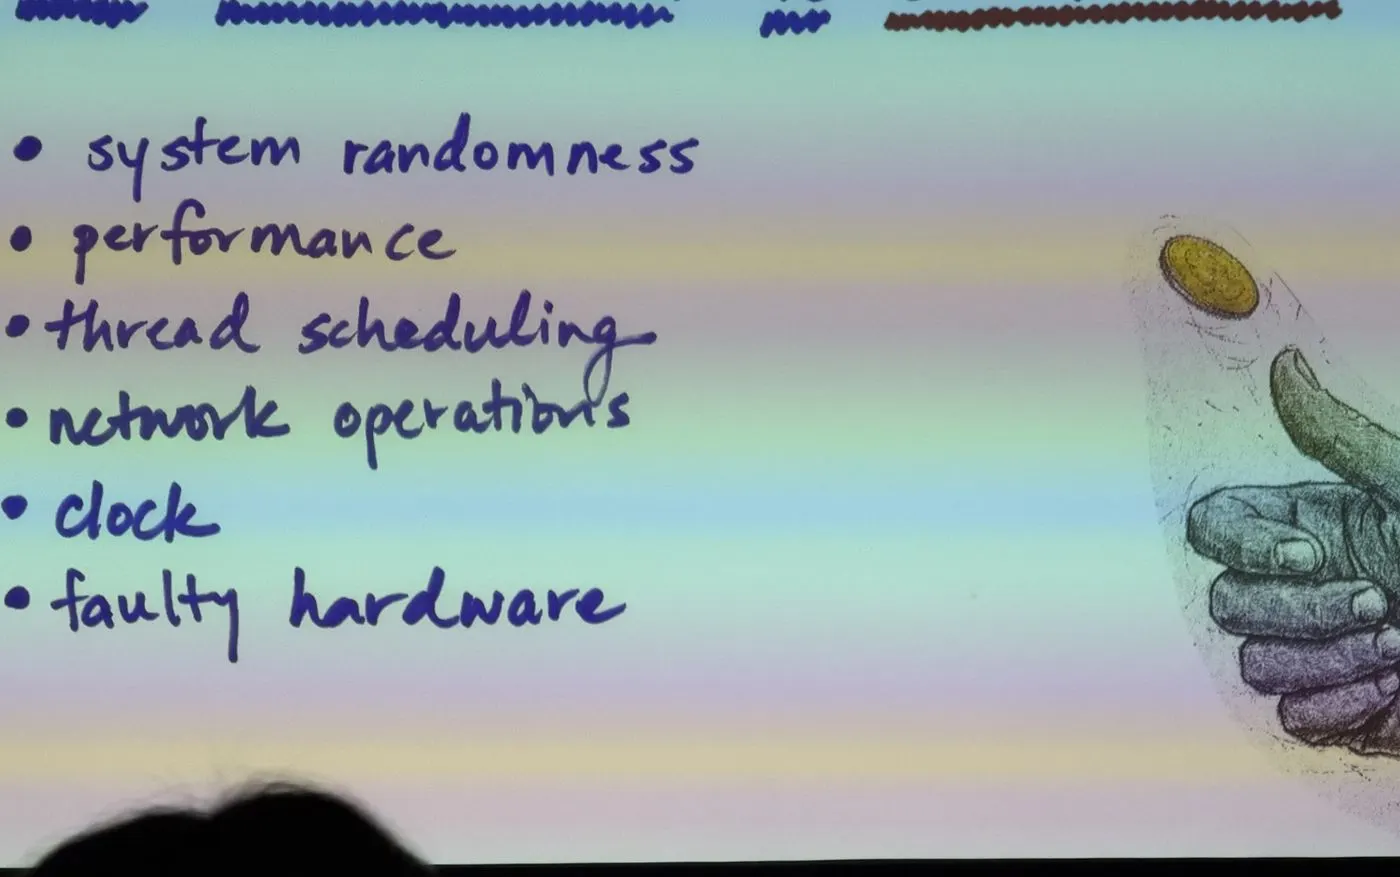 • system randomness
• performance
• thread scheduling
• network operations
• clock
• faulty hardware